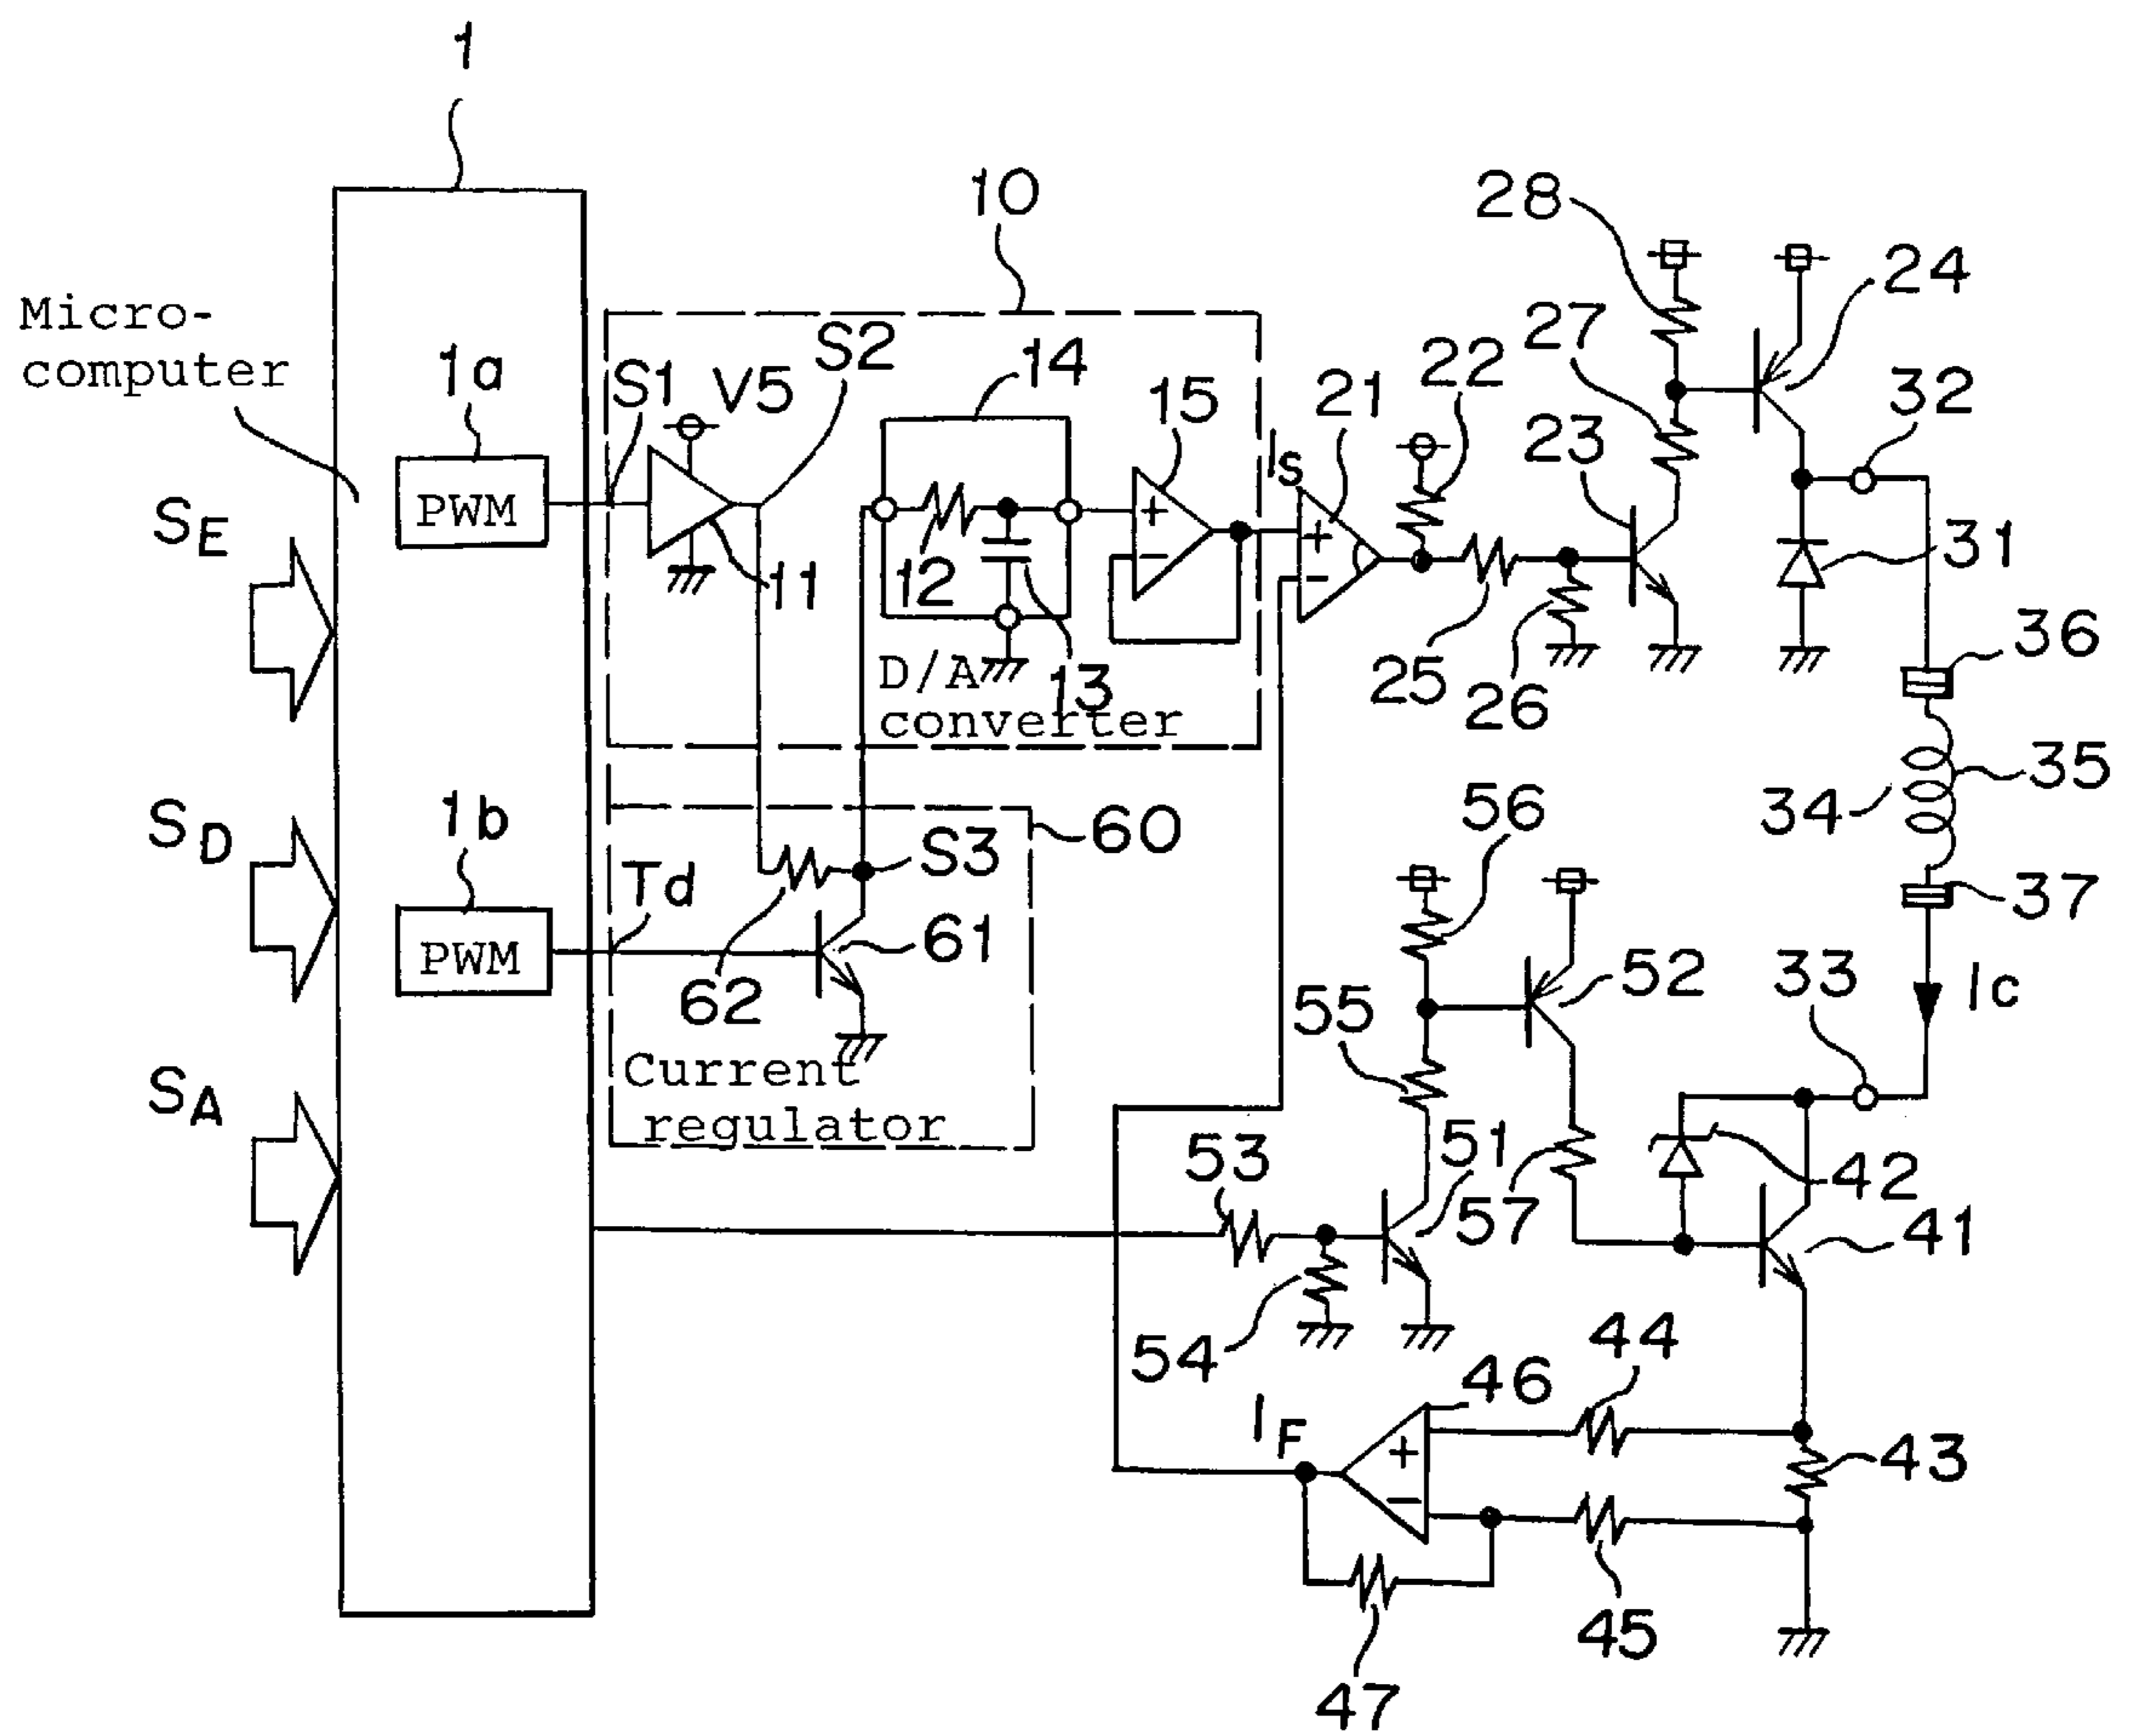 1
10
28
24
Micro-
computer
1a
S1
V5
S2
14
15
IS
21
22
27
23
32
PWM
SE
11
12
13
D/A
converter
25
26
31
36
35
34
37
SD
1b
Td
60
S3
56
PWM
62
61
52
33
Ic
55
Current
regulator
SA
53
51
57
42
41
54
44
46
IF
43
45
47
+
-
+
-
+
-